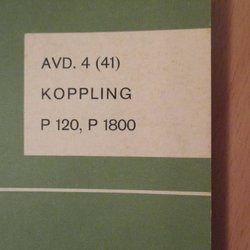 AVD. 4 (41)
KOPPLING
P 120, P 1800